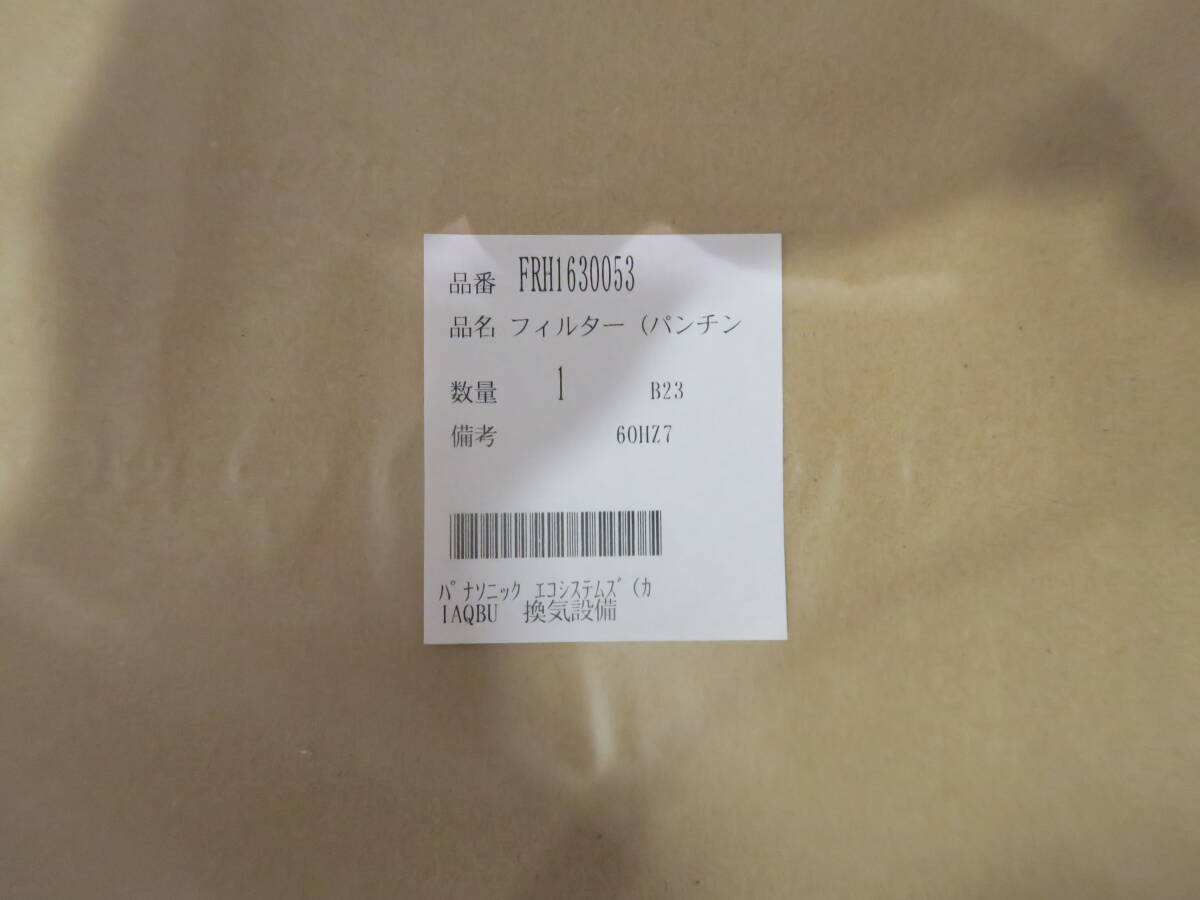 品番 FRH1630053
品名 フィルター (パンチン
数量 1 B23
備考 60HZ7
ﾊﾟﾅｿﾆｯｸ ｴｺｼｽﾃﾑｽﾞ(ｶ
IAQBU 換気設備